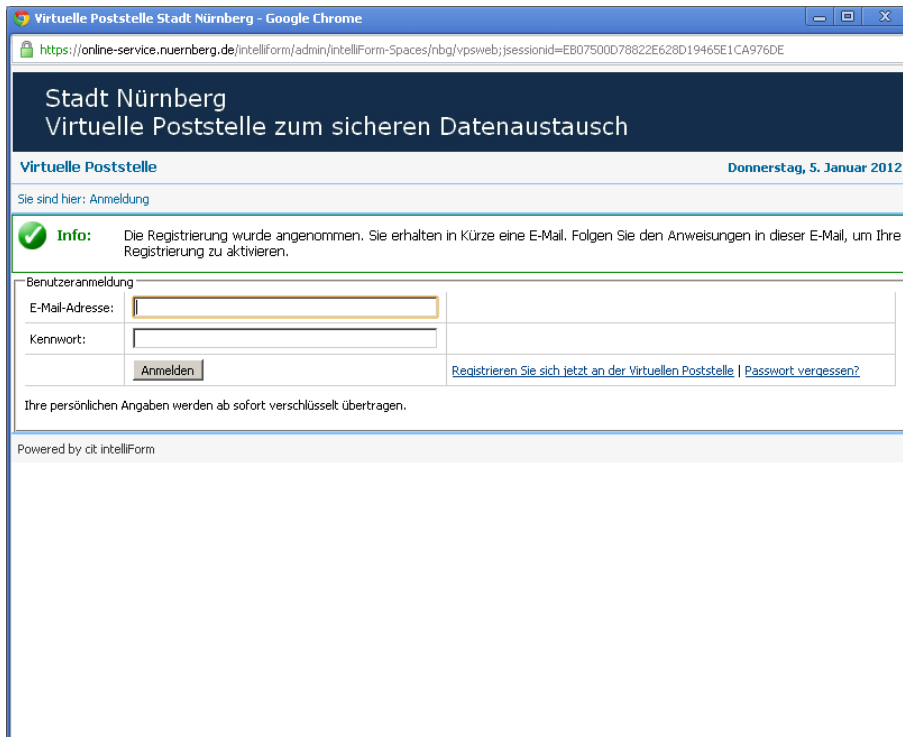 Virtuelle Poststelle Stadt Nürnberg - Google Chrome
https://online-service.nuernberg.de/intelliform/admin/intelliForm-Spaces/nbg/vpsweb;jsessionid=EB07500D78822E628D19465E1CA976DE
Stadt Nürnberg
Virtuelle Poststelle zum sicheren Datenaustausch
Virtuelle Poststelle Donnerstag, 5. Januar 2012
Sie sind hier: Anmeldung
Info: Die Registrierung wurde angenommen. Sie erhalten in Kürze eine E-Mail. Folgen Sie den Anweisungen in dieser E-Mail, um Ihre
Registrierung zu aktivieren.
Benutzeranmeldung
E-Mail-Adresse:
Kennwort:
Anmelden Registrieren Sie sich jetzt an der Virtuellen Poststelle | Passwort vergessen?
Ihre persönlichen Angaben werden ab sofort verschlüsselt übertragen.
Powered by cit intelliForm